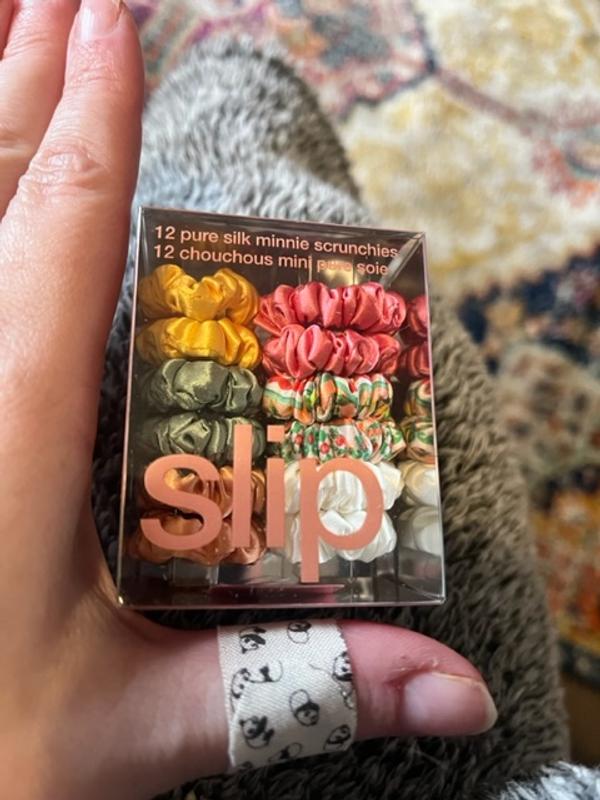 12 pure silk minnie scrunchies
12 chouchous mini pure soie
slip